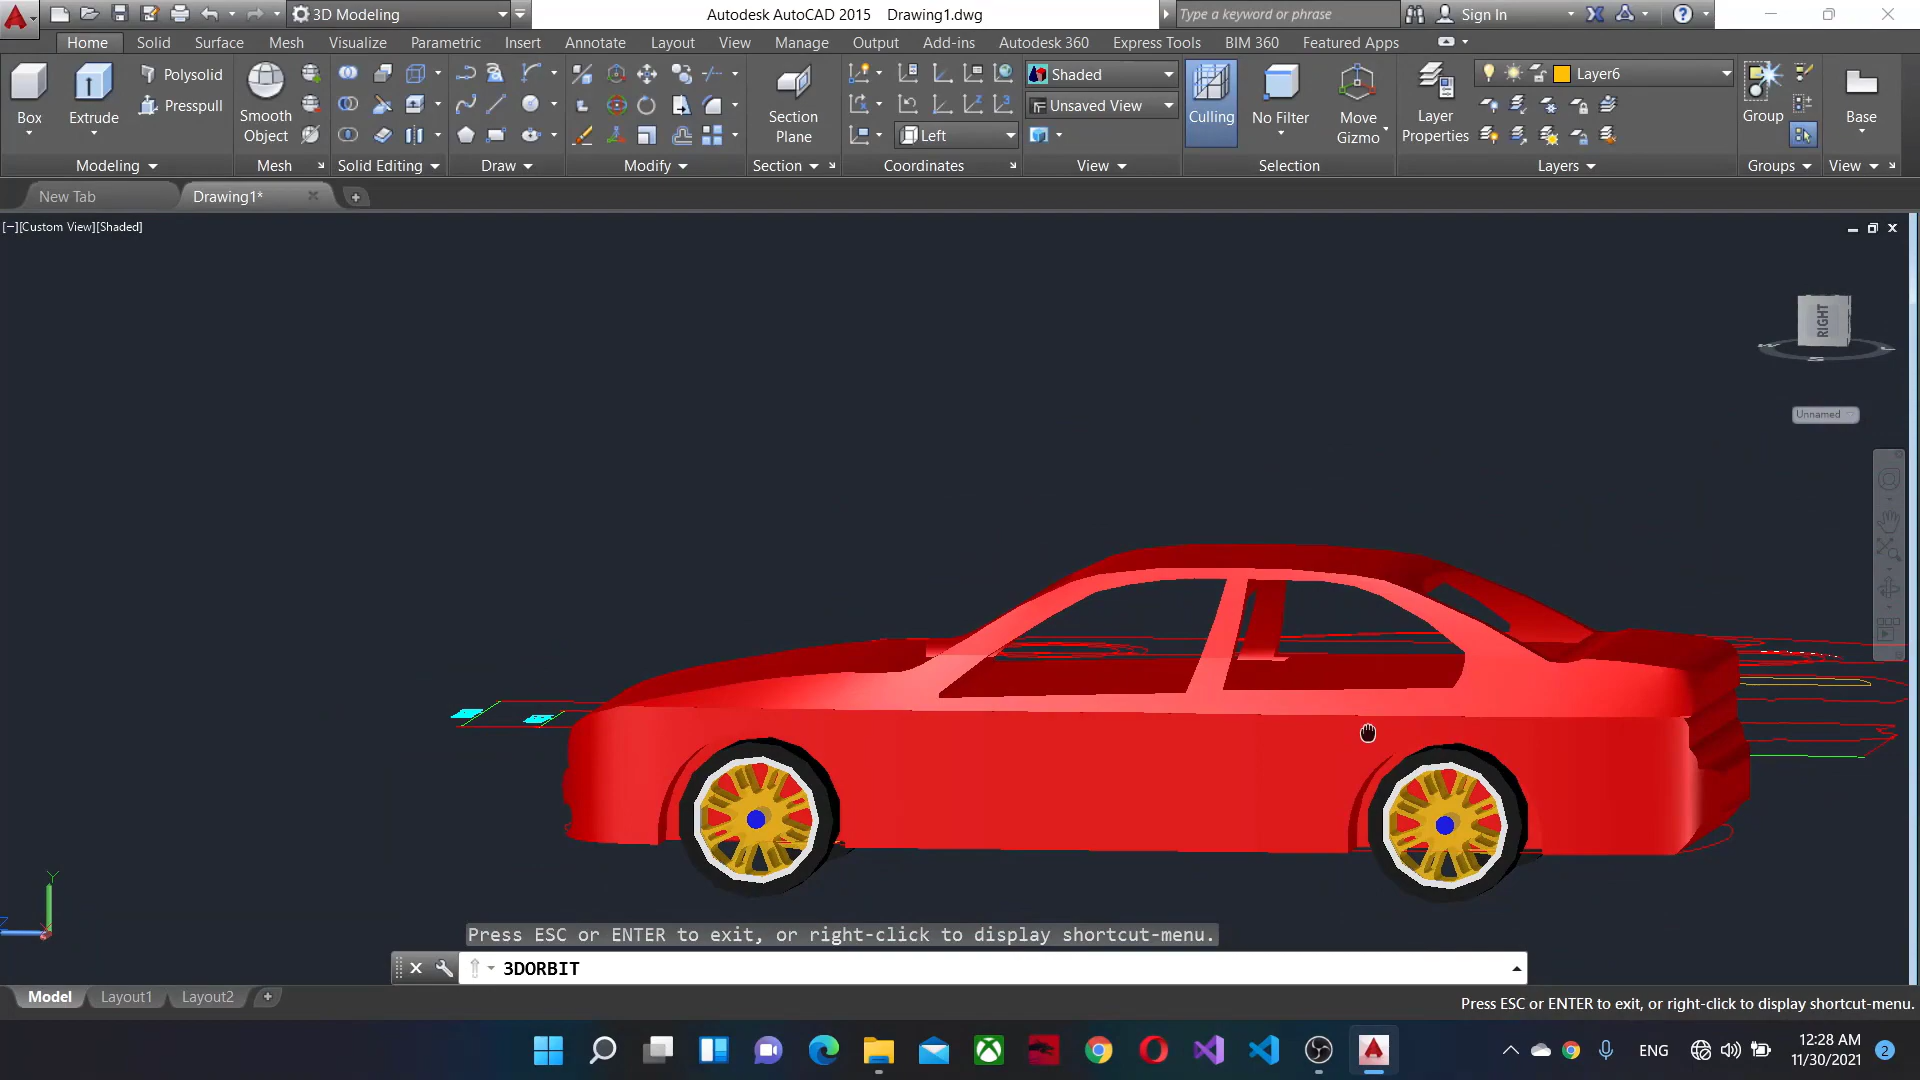 3D Modeling
Autodesk AutoCAD 2015 Drawing1.dwg
Type a keyword or phrase
Sign In
Home Solid Surface Mesh Visualize Parametric Insert Annotate Layout View Manage Output Add-ins Autodesk 360 Express Tools BIM 360 Featured Apps
Box
Extrude
Polysolid
Presspull
Smooth
Object
Section
Plane
Left
Shaded
Unsaved View
Culling
No Filter
Move
Gizmo
Layer
Properties
Layer6
Group
Base
Modeling Mesh Solid Editing Draw Modify Section Coordinates View Selection Layers Groups View
New Tab Drawing1*
[−][Custom View][Shaded]
RIGHT
Unnamed
Y
Z
Press ESC or ENTER to exit, or right-click to display shortcut-menu.
3DORBIT
Model Layout1 Layout2
Press ESC or ENTER to exit, or right-click to display shortcut-menu.
ENG
12:28 AM
11/30/2021
2